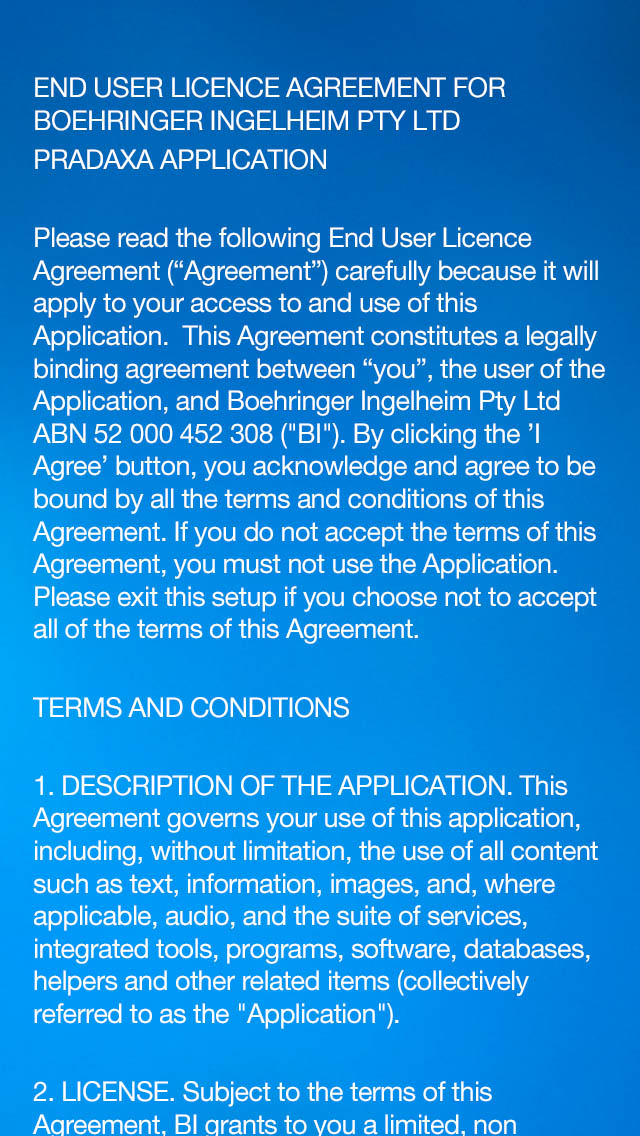 END USER LICENCE AGREEMENT FOR
BOEHRINGER INGELHEIM PTY LTD
PRADAXA APPLICATION
Please read the following End User Licence
Agreement (“Agreement”) carefully because it will
apply to your access to and use of this
Application.  This Agreement constitutes a legally
binding agreement between “you”, the user of the
Application, and Boehringer Ingelheim Pty Ltd
ABN 52 000 452 308 ("BI"). By clicking the ’I
Agree’ button, you acknowledge and agree to be
bound by all the terms and conditions of this
Agreement. If you do not accept the terms of this
Agreement, you must not use the Application.
Please exit this setup if you choose not to accept
all of the terms of this Agreement.
TERMS AND CONDITIONS
1. DESCRIPTION OF THE APPLICATION. This
Agreement governs your use of this application,
including, without limitation, the use of all content
such as text, information, images, and, where
applicable, audio, and the suite of services,
integrated tools, programs, software, databases,
helpers and other related items (collectively
referred to as the "Application").
2. LICENSE. Subject to the terms of this
Agreement, BI grants to you a limited, non